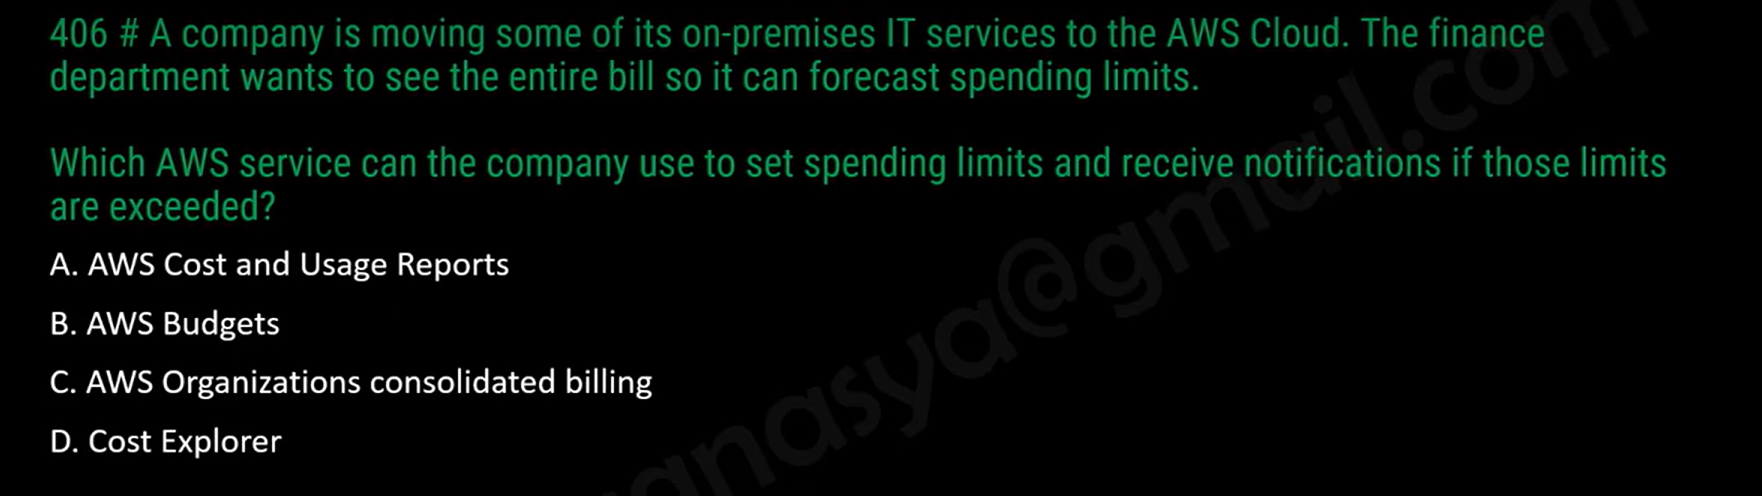 406 # A company is moving some of its on-premises IT services to the AWS Cloud. The finance
department wants to see the entire bill so it can forecast spending limits.
Which AWS service can the company use to set spending limits and receive notifications if those limits
are exceeded?
A. AWS Cost and Usage Reports
B. AWS Budgets
C. AWS Organizations consolidated billing
D. Cost Explorer